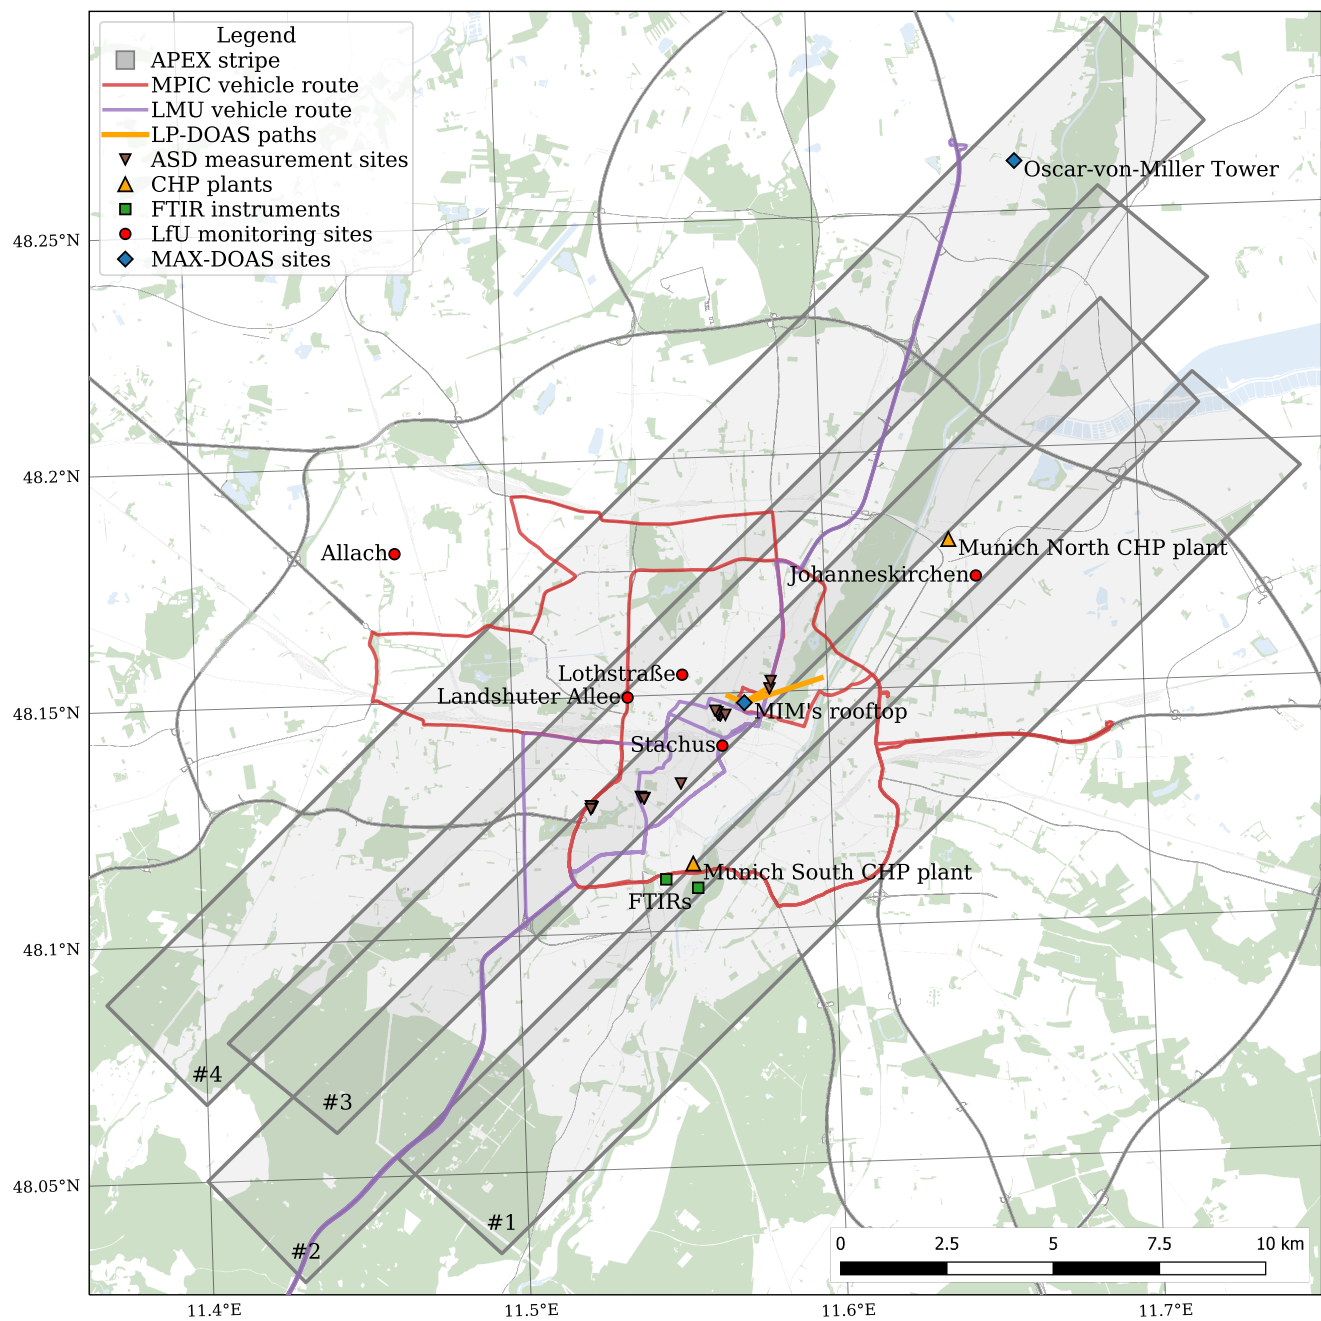 Legend
APEX stripe
MPIC vehicle route
LMU vehicle route
LP-DOAS paths
ASD measurement sites
CHP plants
FTIR instruments
LfU monitoring sites
MAX-DOAS sites
Oscar-von-Miller Tower
48.25°N
48.2°N
Munich North CHP plant
Allach
Johanneskirchen
Lothstraße
Landshuter Allee
MIM's rooftop
48.15°N
Stachus
Munich South CHP plant
FTIRs
48.1°N
#4
#3
48.05°N
#1
#2
0 2.5 5 7.5 10 km
11.4°E 11.5°E 11.6°E 11.7°E